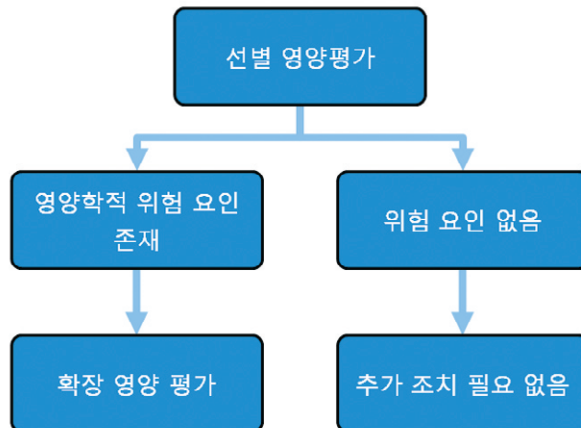 선별 영양평가
영양학적 위험 요인
존재
위험 요인 없음
확장 영양 평가
추가 조치 필요 없음